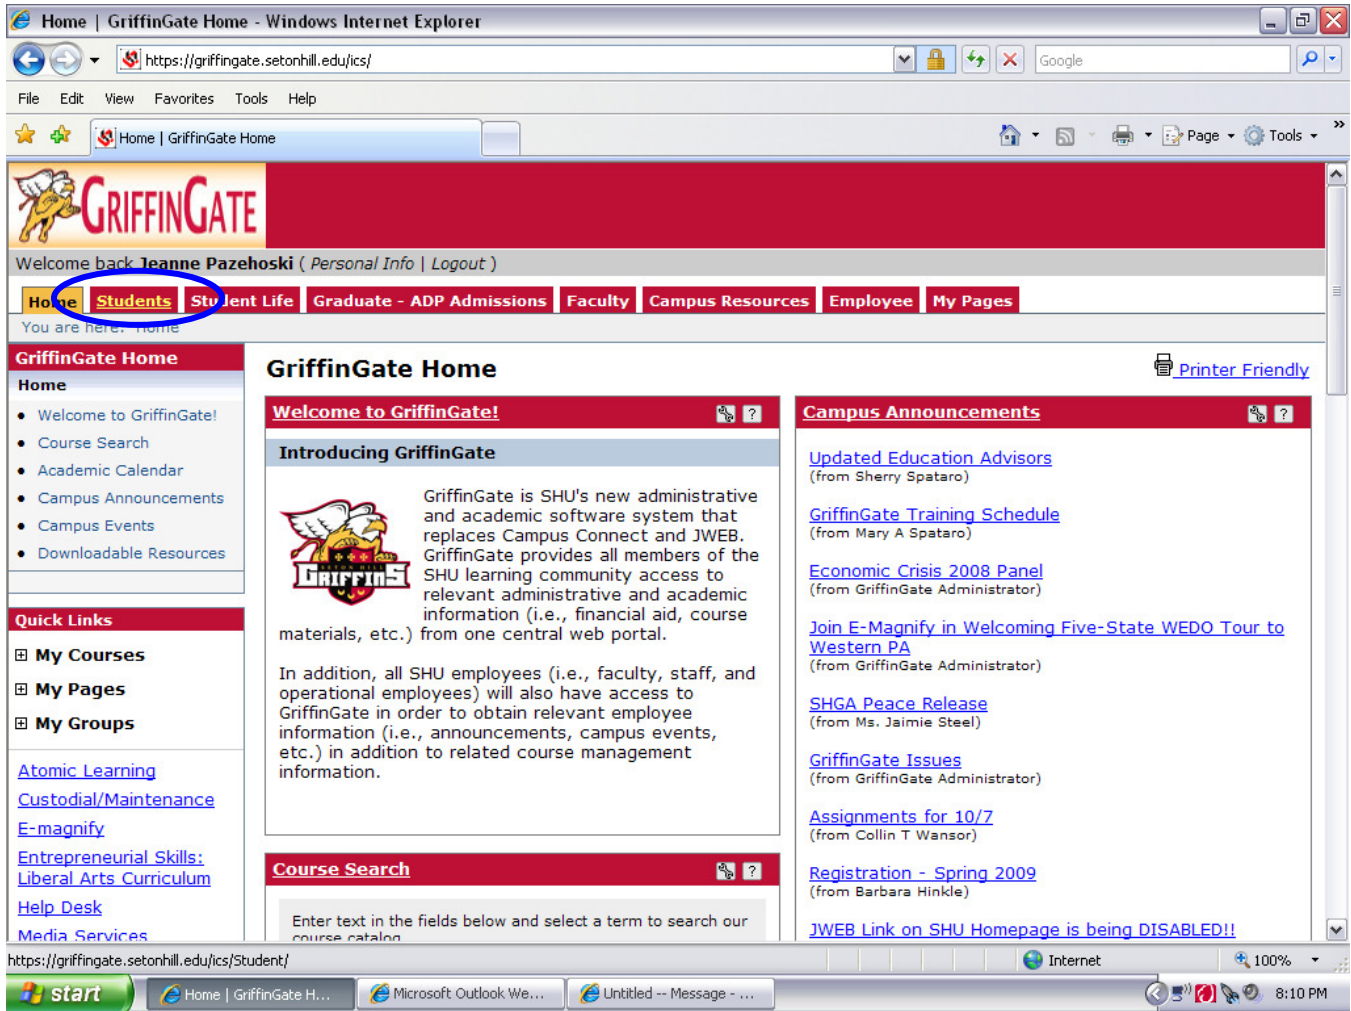 Home | GriffinGate Home - Windows Internet Explorer
https://griffingate.setonhill.edu/ics/
Google
File Edit View Favorites Tools Help
Home | GriffinGate Home
Page Tools »
GRIFFINGATE
Welcome back Jeanne Pazehoski ( Personal Info | Logout )
Home Students Student Life Graduate - ADP Admissions Faculty Campus Resources Employee My Pages
You are here: Home
GriffinGate Home
Home
Welcome to GriffinGate!
Course Search
Academic Calendar
Campus Announcements
Campus Events
Downloadable Resources
Quick Links
My Courses
My Pages
My Groups
Atomic Learning
Custodial/Maintenance
E-magnify
Entrepreneurial Skills:
Liberal Arts Curriculum
Help Desk
Media Services
GriffinGate Home
Printer Friendly
Welcome to GriffinGate!
?
Introducing GriffinGate
SETON HILL
GRIFFINS
GriffinGate is SHU's new administrative
and academic software system that
replaces Campus Connect and JWEB.
GriffinGate provides all members of the
SHU learning community access to
relevant administrative and academic
information (i.e., financial aid, course
materials, etc.) from one central web portal.
In addition, all SHU employees (i.e., faculty, staff, and
operational employees) will also have access to
GriffinGate in order to obtain relevant employee
information (i.e., announcements, campus events,
etc.) in addition to related course management
information.
Course Search
?
Enter text in the fields below and select a term to search our
course catalog
Campus Announcements
?
Updated Education Advisors
(from Sherry Spataro)
GriffinGate Training Schedule
(from Mary A Spataro)
Economic Crisis 2008 Panel
(from GriffinGate Administrator)
Join E-Magnify in Welcoming Five-State WEDO Tour to
Western PA
(from GriffinGate Administrator)
SHGA Peace Release
(from Ms. Jaimie Steel)
GriffinGate Issues
(from GriffinGate Administrator)
Assignments for 10/7
(from Collin T Wansor)
Registration - Spring 2009
(from Barbara Hinkle)
JWEB Link on SHU Homepage is being DISABLED!!
https://griffingate.setonhill.edu/ics/Student/
Internet
100%
start
Home | GriffinGate H...
Microsoft Outlook We...
Untitled -- Message - ...
8:10 PM